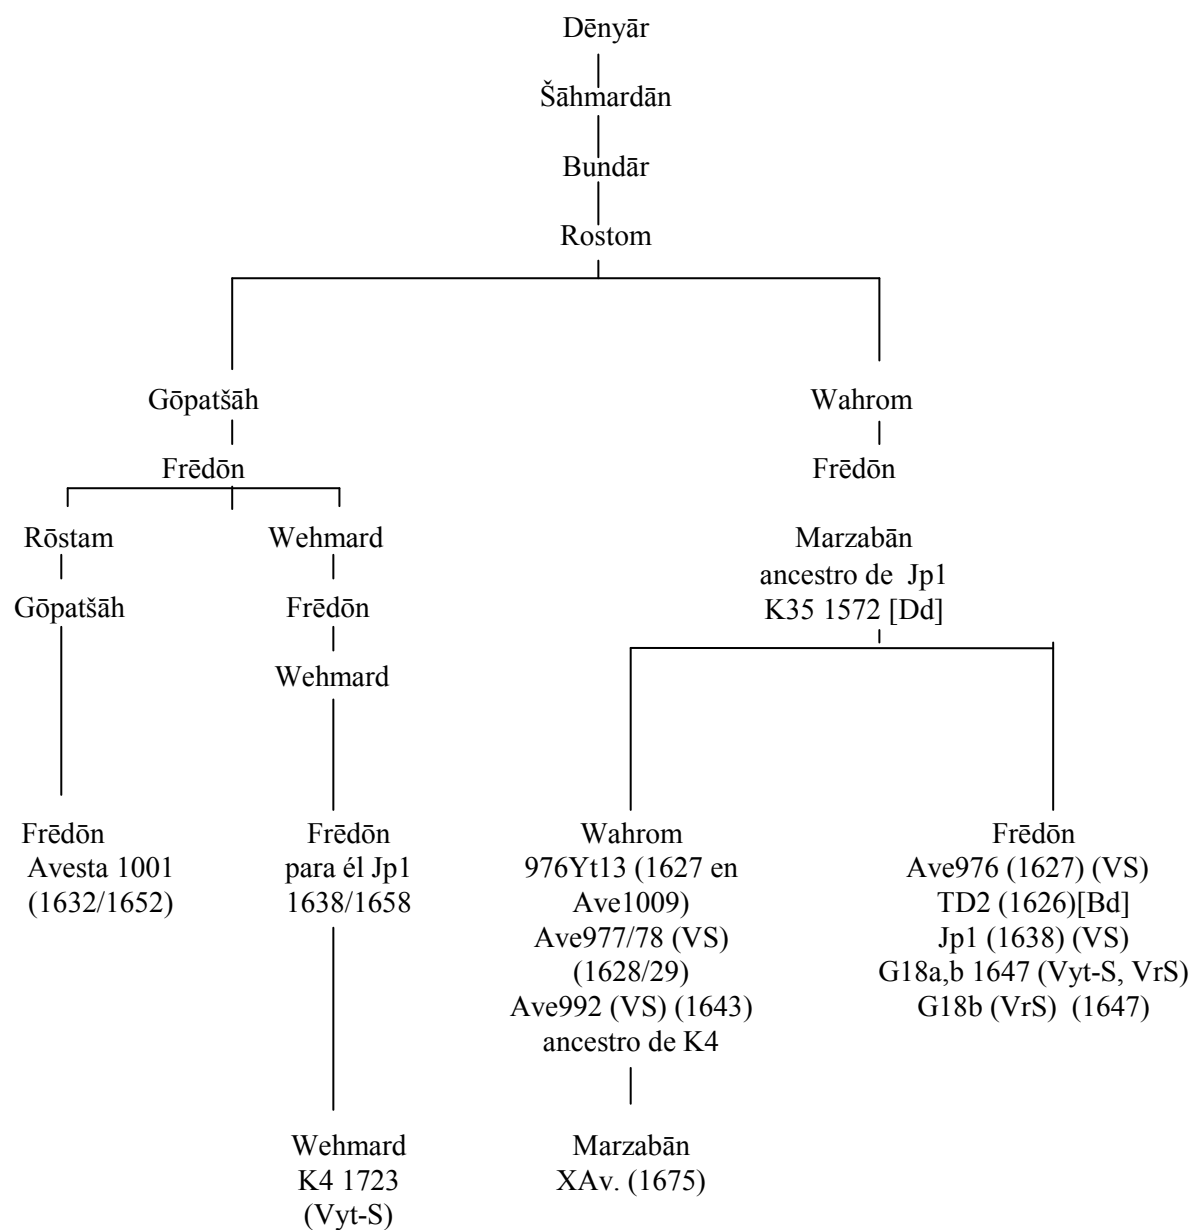 Dēnyār
Šāhmardān
Bundār
Rostom
Gōpatšāh
Wahrom
Frēdōn
Frēdōn
Rōstam
Wehmard
Marzabān
ancestro de Jp1
K35 1572 [Dd]
Gōpatšāh
Frēdōn
Wehmard
Frēdōn
Avesta 1001
(1632/1652)
Frēdōn
para él Jp1
1638/1658
Wahrom
976Yt13 (1627 en
Ave1009)
Ave977/78 (VS)
(1628/29)
Ave992 (VS) (1643)
ancestro de K4
Frēdōn
Ave976 (1627) (VS)
TD2 (1626)[Bd]
Jp1 (1638) (VS)
G18a,b 1647 (Vyt-S, VrS)
G18b (VrS) (1647)
Wehmard
K4 1723
(Vyt-S)
Marzabān
XAv. (1675)